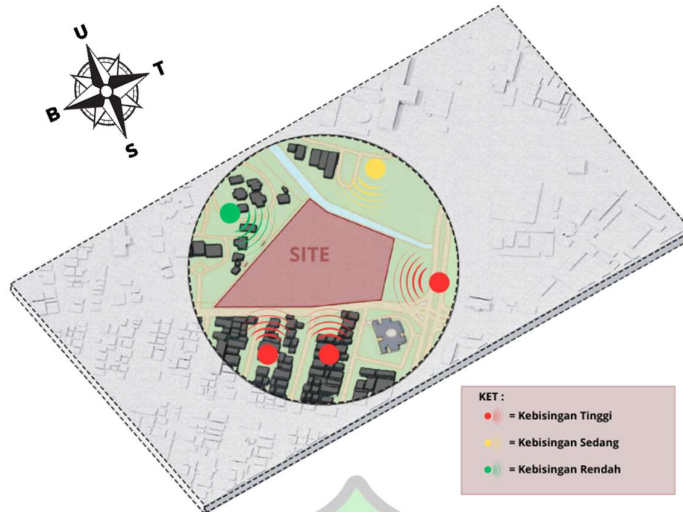 U
T
B
S
SITE
KET :
= Kebisingan Tinggi
= Kebisingan Sedang
= Kebisingan Rendah